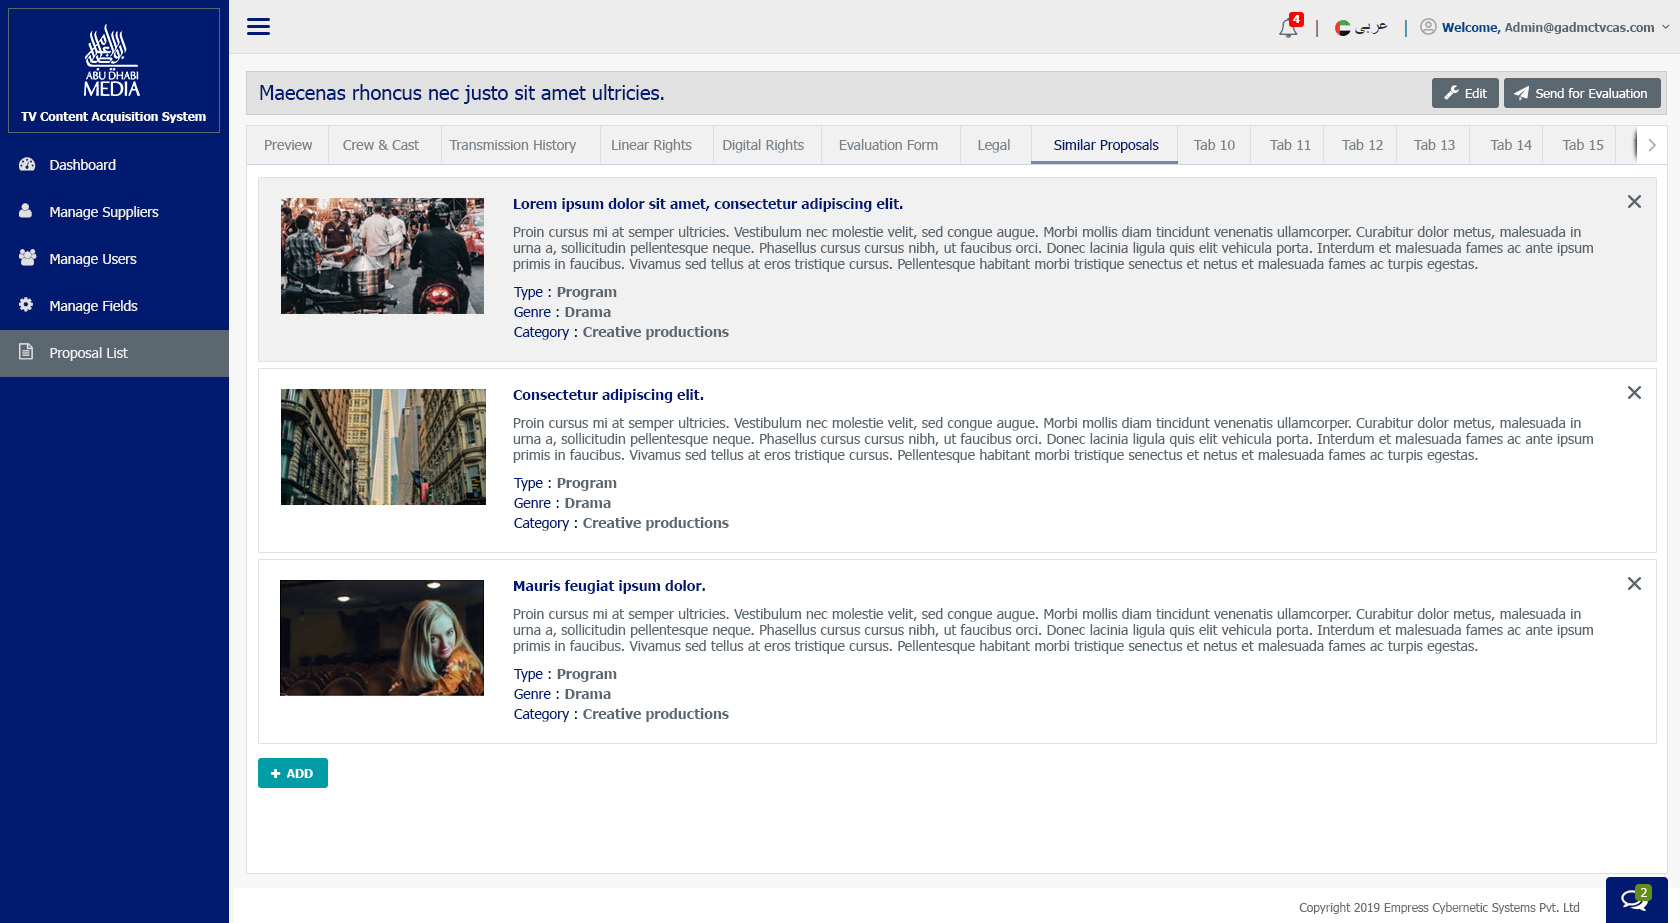 ABU DHABI
MEDIA
TV Content Acquisition System
Dashboard
Manage Suppliers
Manage Users
Manage Fields
Proposal List
4
عربى
Welcome, Admin@gadmctvcas.com
Maecenas rhoncus nec justo sit amet ultricies.
Edit
Send for Evaluation
Preview
Crew & Cast
Transmission History
Linear Rights
Digital Rights
Evaluation Form
Legal
Similar Proposals
Tab 10
Tab 11
Tab 12
Tab 13
Tab 14
Tab 15
Lorem ipsum dolor sit amet, consectetur adipiscing elit.
Proin cursus mi at semper ultricies. Vestibulum nec molestie velit, sed congue augue. Morbi mollis diam tincidunt venenatis ullamcorper. Curabitur dolor metus, malesuada in
urna a, sollicitudin pellentesque neque. Phasellus cursus cursus nibh, ut faucibus orci. Donec lacinia ligula quis elit vehicula porta. Interdum et malesuada fames ac ante ipsum
primis in faucibus. Vivamus sed tellus at eros tristique cursus. Pellentesque habitant morbi tristique senectus et netus et malesuada fames ac turpis egestas.
Type : Program
Genre : Drama
Category : Creative productions
Consectetur adipiscing elit.
Proin cursus mi at semper ultricies. Vestibulum nec molestie velit, sed congue augue. Morbi mollis diam tincidunt venenatis ullamcorper. Curabitur dolor metus, malesuada in
urna a, sollicitudin pellentesque neque. Phasellus cursus cursus nibh, ut faucibus orci. Donec lacinia ligula quis elit vehicula porta. Interdum et malesuada fames ac ante ipsum
primis in faucibus. Vivamus sed tellus at eros tristique cursus. Pellentesque habitant morbi tristique senectus et netus et malesuada fames ac turpis egestas.
Type : Program
Genre : Drama
Category : Creative productions
Mauris feugiat ipsum dolor.
Proin cursus mi at semper ultricies. Vestibulum nec molestie velit, sed congue augue. Morbi mollis diam tincidunt venenatis ullamcorper. Curabitur dolor metus, malesuada in
urna a, sollicitudin pellentesque neque. Phasellus cursus cursus nibh, ut faucibus orci. Donec lacinia ligula quis elit vehicula porta. Interdum et malesuada fames ac ante ipsum
primis in faucibus. Vivamus sed tellus at eros tristique cursus. Pellentesque habitant morbi tristique senectus et netus et malesuada fames ac turpis egestas.
Type : Program
Genre : Drama
Category : Creative productions
ADD
Copyright 2019 Empress Cybernetic Systems Pvt. Ltd
2